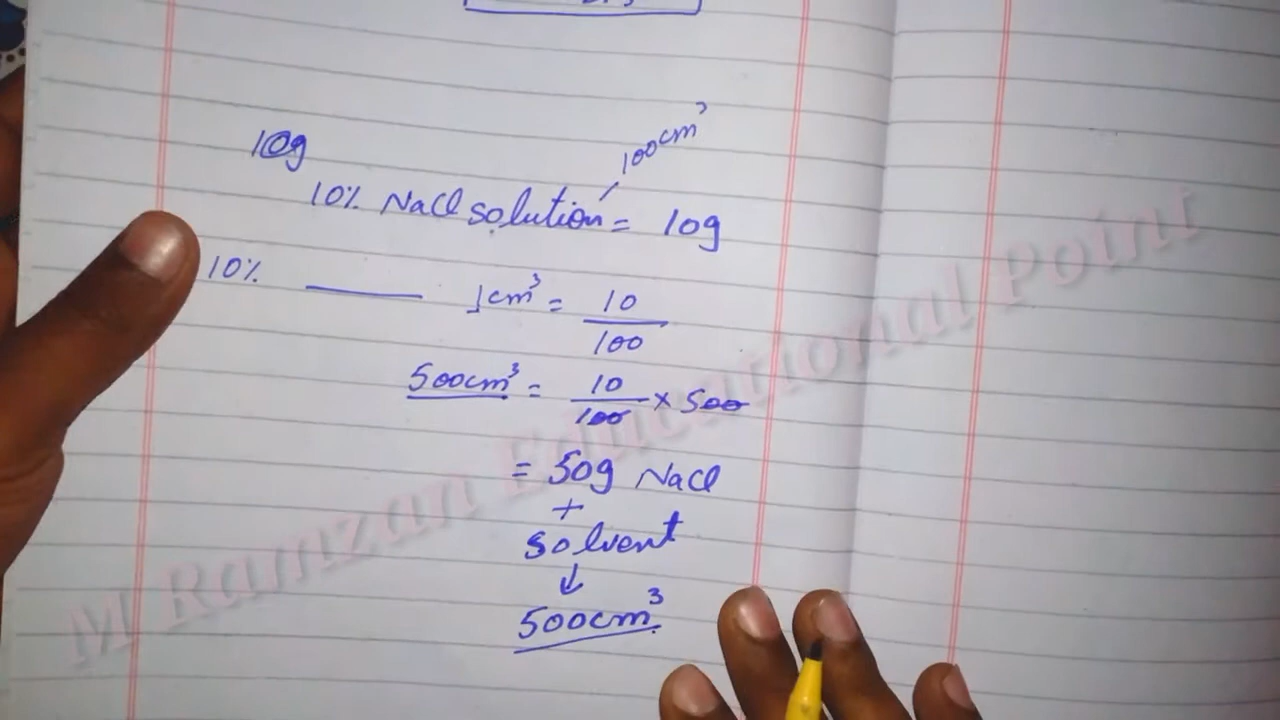 100cm³
10g
10% NaCl solution = 10g
10% ——— 1cm³ = 10/100
500cm³ = 10/100 × 500
= 50g NaCl
+
solvent
↓
500cm³
M Ramzan Educational Point